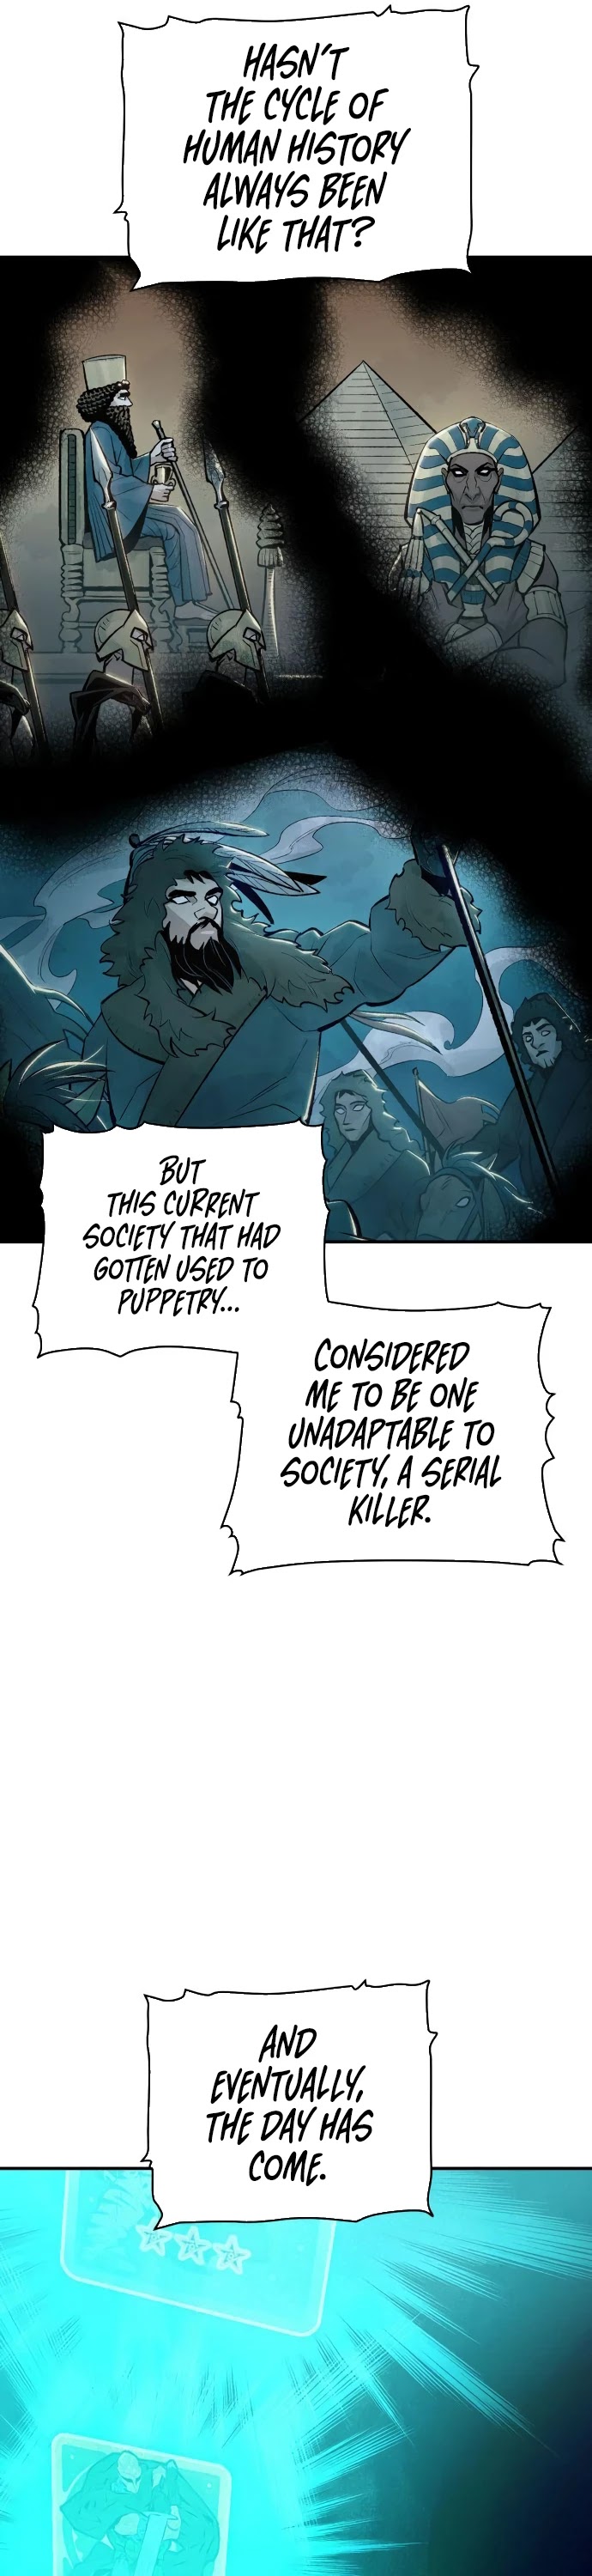 HASN'T
THE CYCLE OF
HUMAN HISTORY
ALWAYS BEEN
LIKE THAT?
BUT
THIS CURRENT
SOCIETY THAT HAD
GOTTEN USED TO
PUPPETRY...
CONSIDERED
ME TO BE ONE
UNADAPTABLE TO
SOCIETY, A SERIAL
KILLER.
AND
EVENTUALLY,
THE DAY HAS
COME.